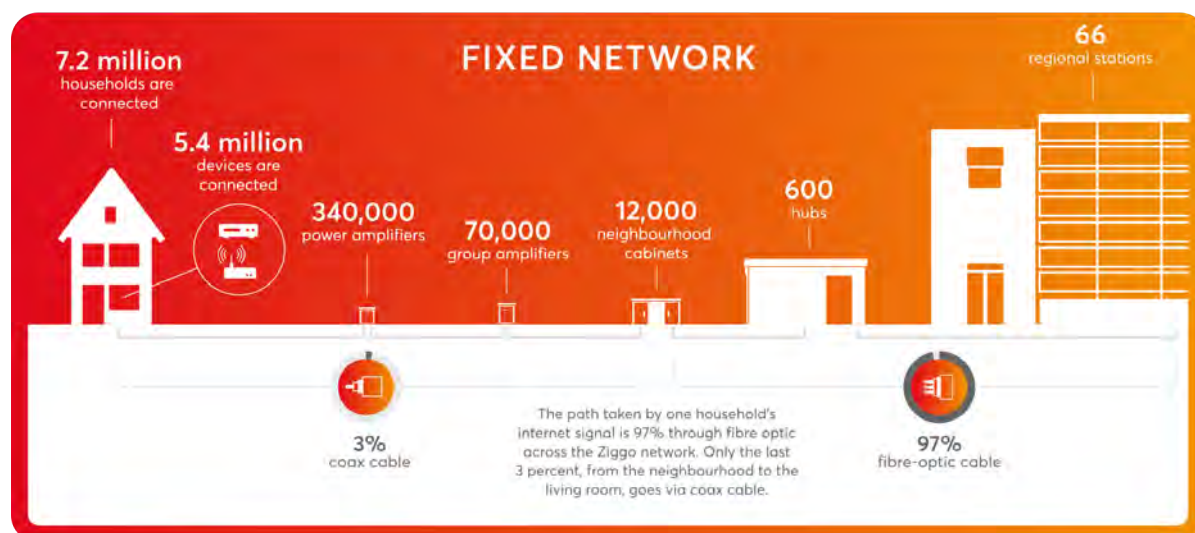 FIXED NETWORK
7.2 million
households are
connected
5.4 million
devices are
connected
340,000
power amplifiers
70,000
group amplifiers
12,000
neighbourhood
cabinets
600
hubs
66
regional stations
3%
coax cable
The path taken by one household's
internet signal is 97% through fibre optic
across the Ziggo network. Only the last
3 percent, from the neighbourhood to the
living room, goes via coax cable.
97%
fibre-optic cable